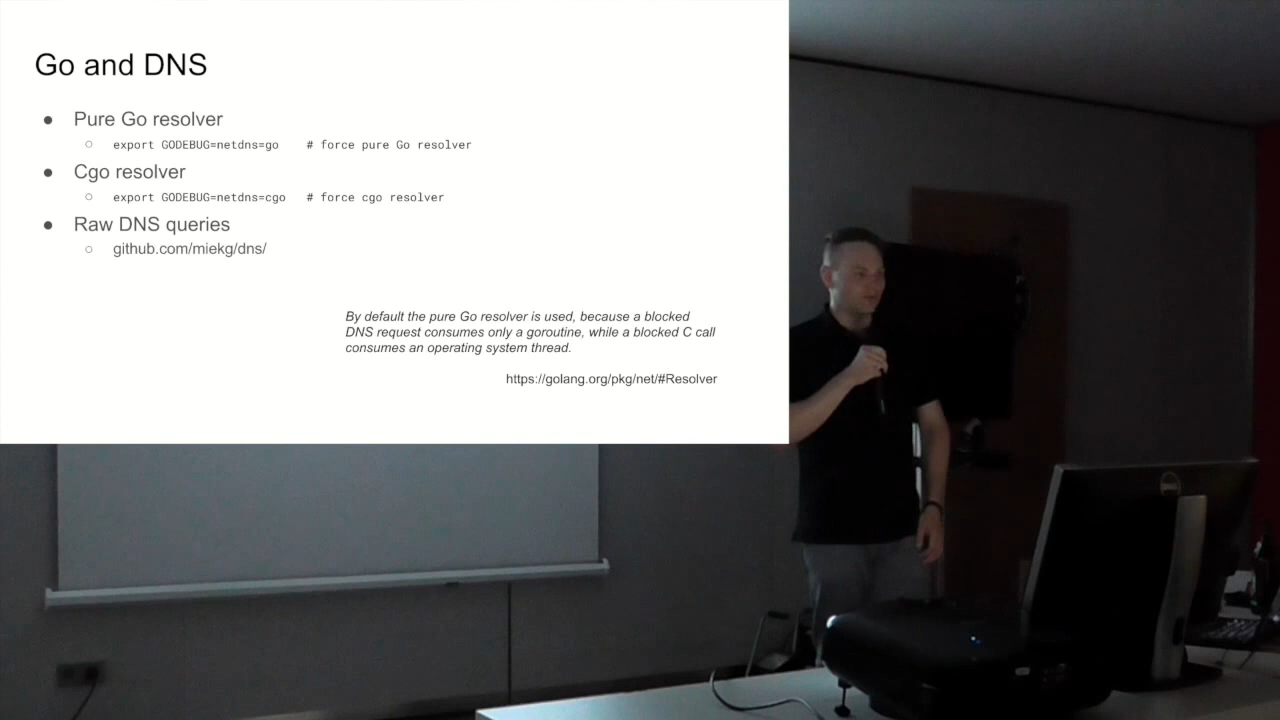 Go and DNS
● Pure Go resolver
○ export GODEBUG=netdns=go # force pure Go resolver
● Cgo resolver
○ export GODEBUG=netdns=cgo # force cgo resolver
● Raw DNS queries
○ github.com/miekg/dns/
By default the pure Go resolver is used, because a blocked
DNS request consumes only a goroutine, while a blocked C call
consumes an operating system thread.
https://golang.org/pkg/net/#Resolver
DELL